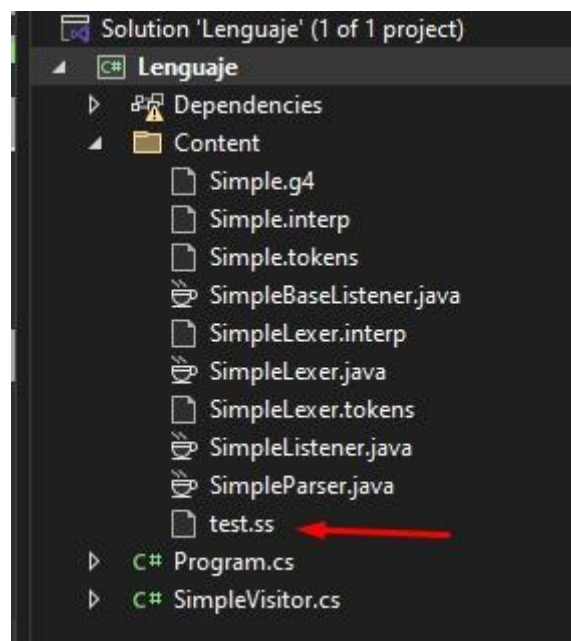 Solution 'Lenguaje' (1 of 1 project)
C# Lenguaje
Dependencies
Content
Simple.g4
Simple.interp
Simple.tokens
SimpleBaseListener.java
SimpleLexer.interp
SimpleLexer.java
SimpleLexer.tokens
SimpleListener.java
SimpleParser.java
test.ss
C# Program.cs
C# SimpleVisitor.cs